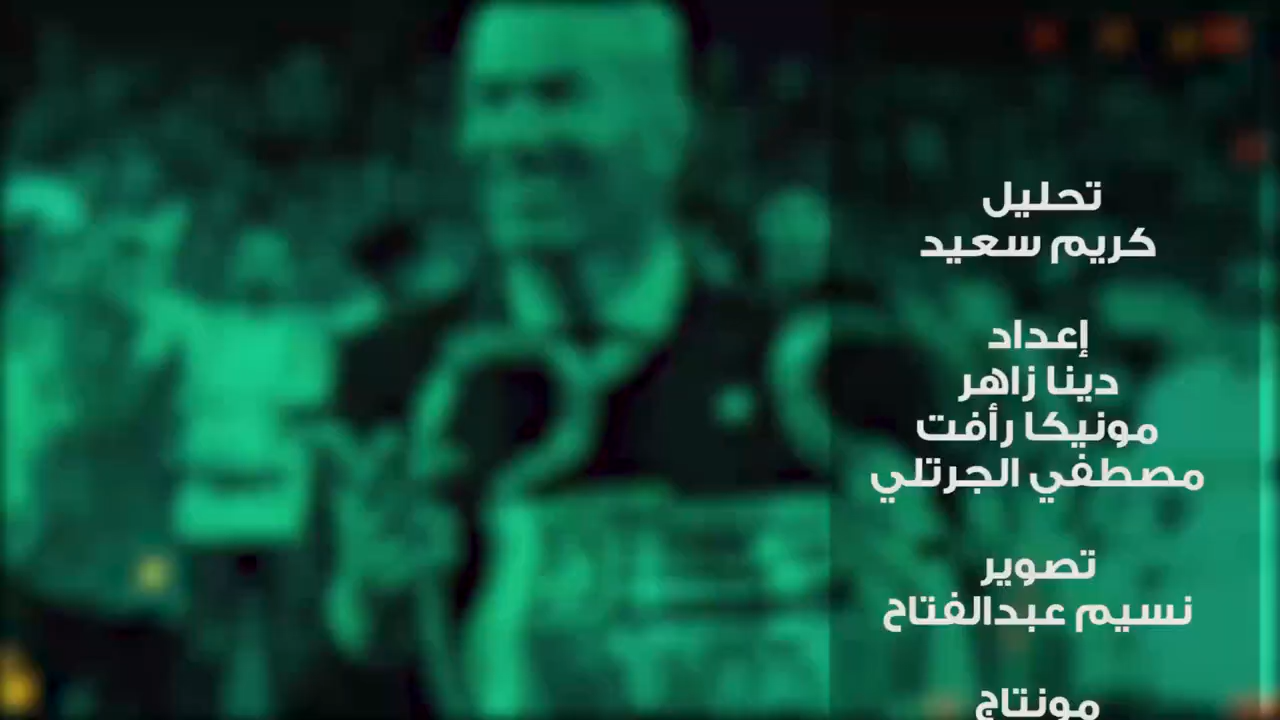 تحليل
كريم سعيد
إعداد
دينا زاهر
مونيكا رأفت
مصطفي الجرتلي
تصوير
نسيم عبدالفتاح
مونتاج